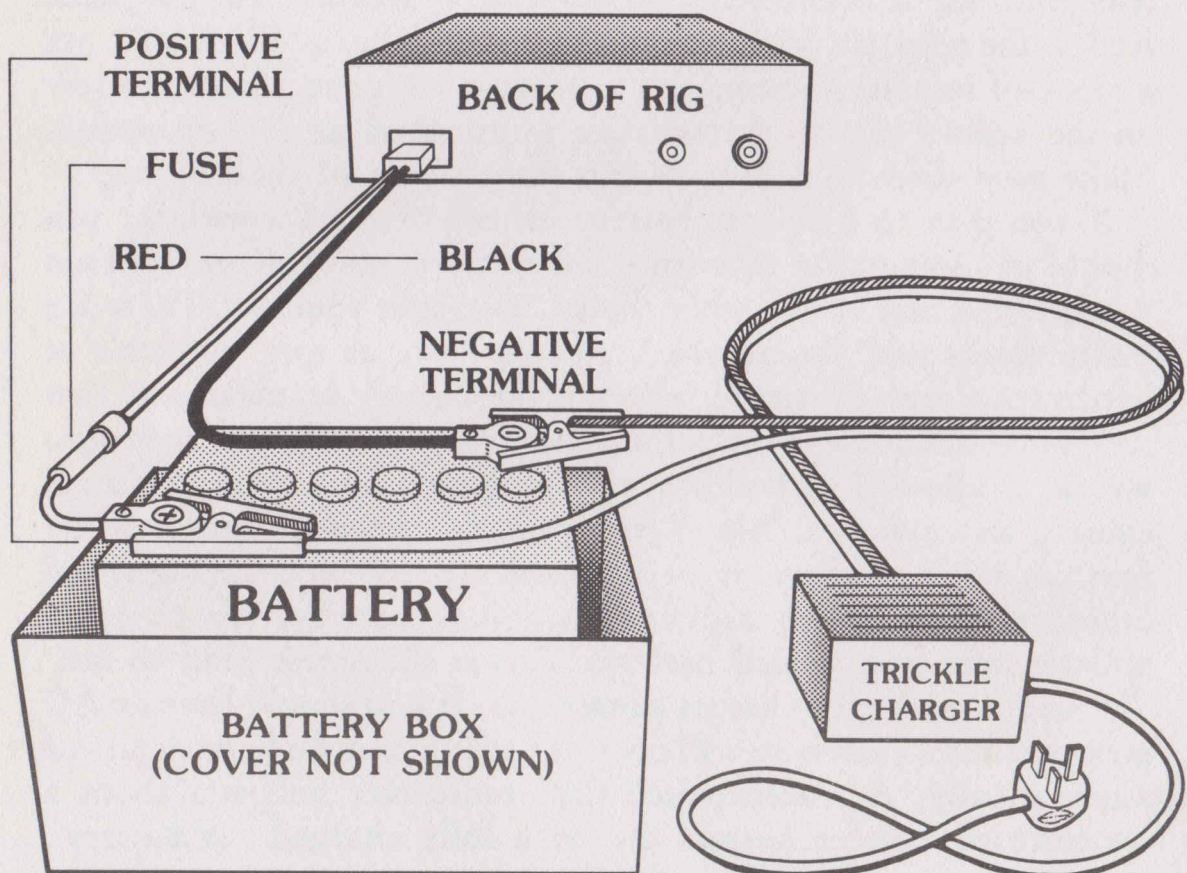 POSITIVE
TERMINAL
BACK OF RIG
FUSE
RED
BLACK
NEGATIVE
TERMINAL
BATTERY
BATTERY BOX
(COVER NOT SHOWN)
TRICKLE
CHARGER